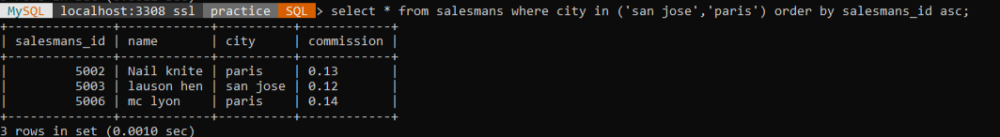 MySQL localhost:3308 ssl practice SQL > select * from salesmans where city in ('san jose','paris') order by salesmans_id asc;
+--------------+------------+----------+------------+
| salesmans_id | name       | city     | commission |
+--------------+------------+----------+------------+
|         5002 | Nail knite | paris    | 0.13       |
|         5003 | lauson hen | san jose | 0.12       |
|         5006 | mc lyon    | paris    | 0.14       |
+--------------+------------+----------+------------+
3 rows in set (0.0010 sec)